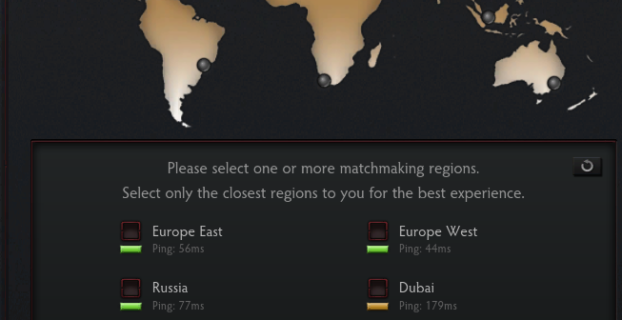 Please select one or more matchmaking regions.
Select only the closest regions to you for the best experience.
Europe East
Ping: 56ms
Europe West
Ping: 44ms
Russia
Ping: 77ms
Dubai
Ping: 179ms